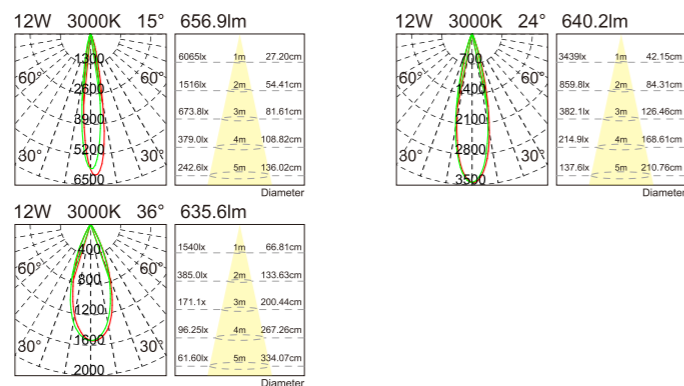 12W 3000K 15° 656.9lm
1300
2600
3900
5200
6500
60° 60°
30° 30°
6065lx 1m 27.20cm
1516lx 2m 54.41cm
673.8lx 3m 81.61cm
379.0lx 4m 108.82cm
242.6lx 5m 136.02cm
Diameter
12W 3000K 24° 640.2lm
700
1400
2100
2800
3500
60° 60°
30° 30°
3439lx 1m 42.15cm
859.8lx 2m 84.31cm
382.1lx 3m 126.46cm
214.9lx 4m 168.61cm
137.6lx 5m 210.76cm
Diameter
12W 3000K 36° 635.6lm
400
800
1200
1600
2000
60° 60°
30° 30°
1540lx 1m 66.81cm
385.0lx 2m 133.63cm
171.1x 3m 200.44cm
96.25lx 4m 267.26cm
61.60lx 5m 334.07cm
Diameter